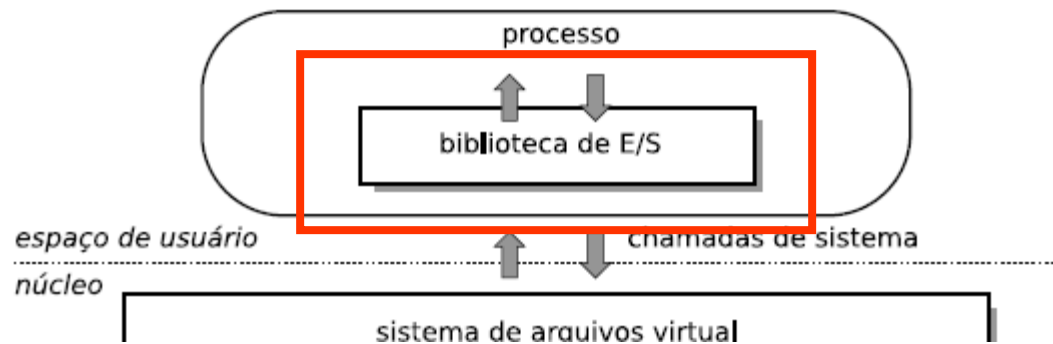 processo
biblioteca de E/S
espaço de usuário
chamadas de sistema
núcleo
sistema de arquivos virtual